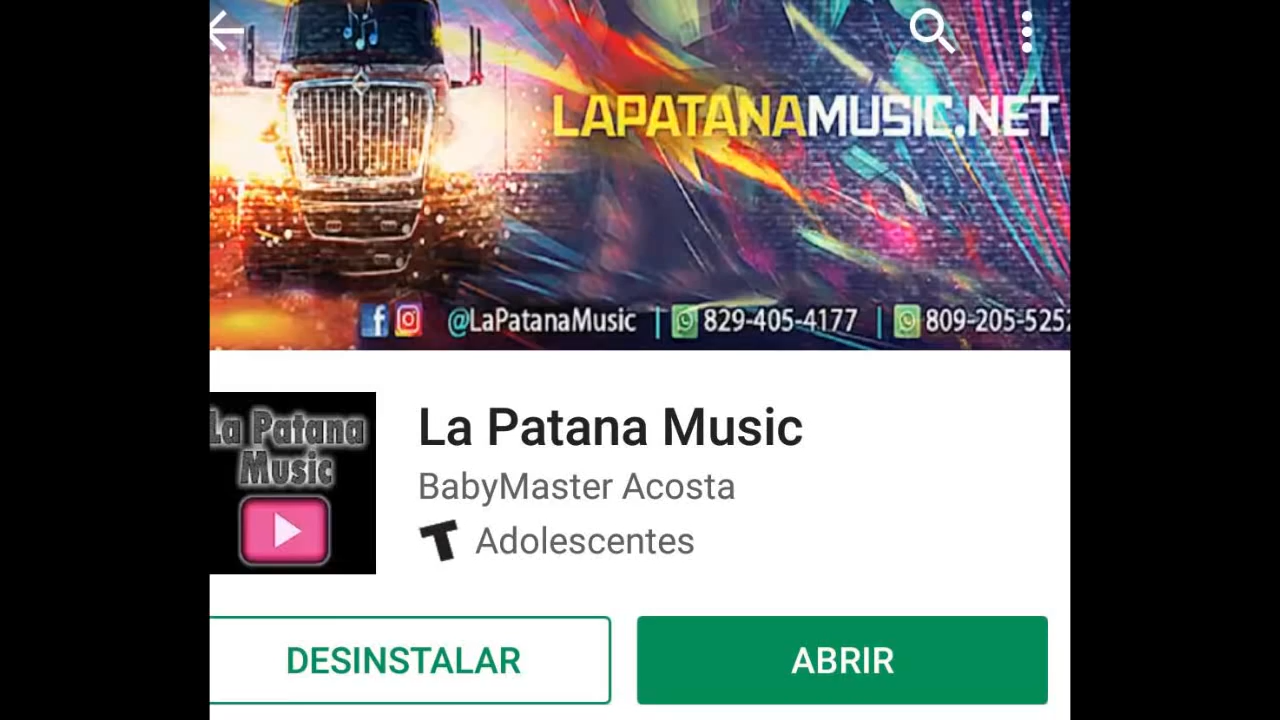 LAPATANAMUSIC.NET
@LaPatanaMusic | 829-405-4177 | 809-205-5252
La Patana
Music
La Patana Music
BabyMaster Acosta
T Adolescentes
DESINSTALAR
ABRIR